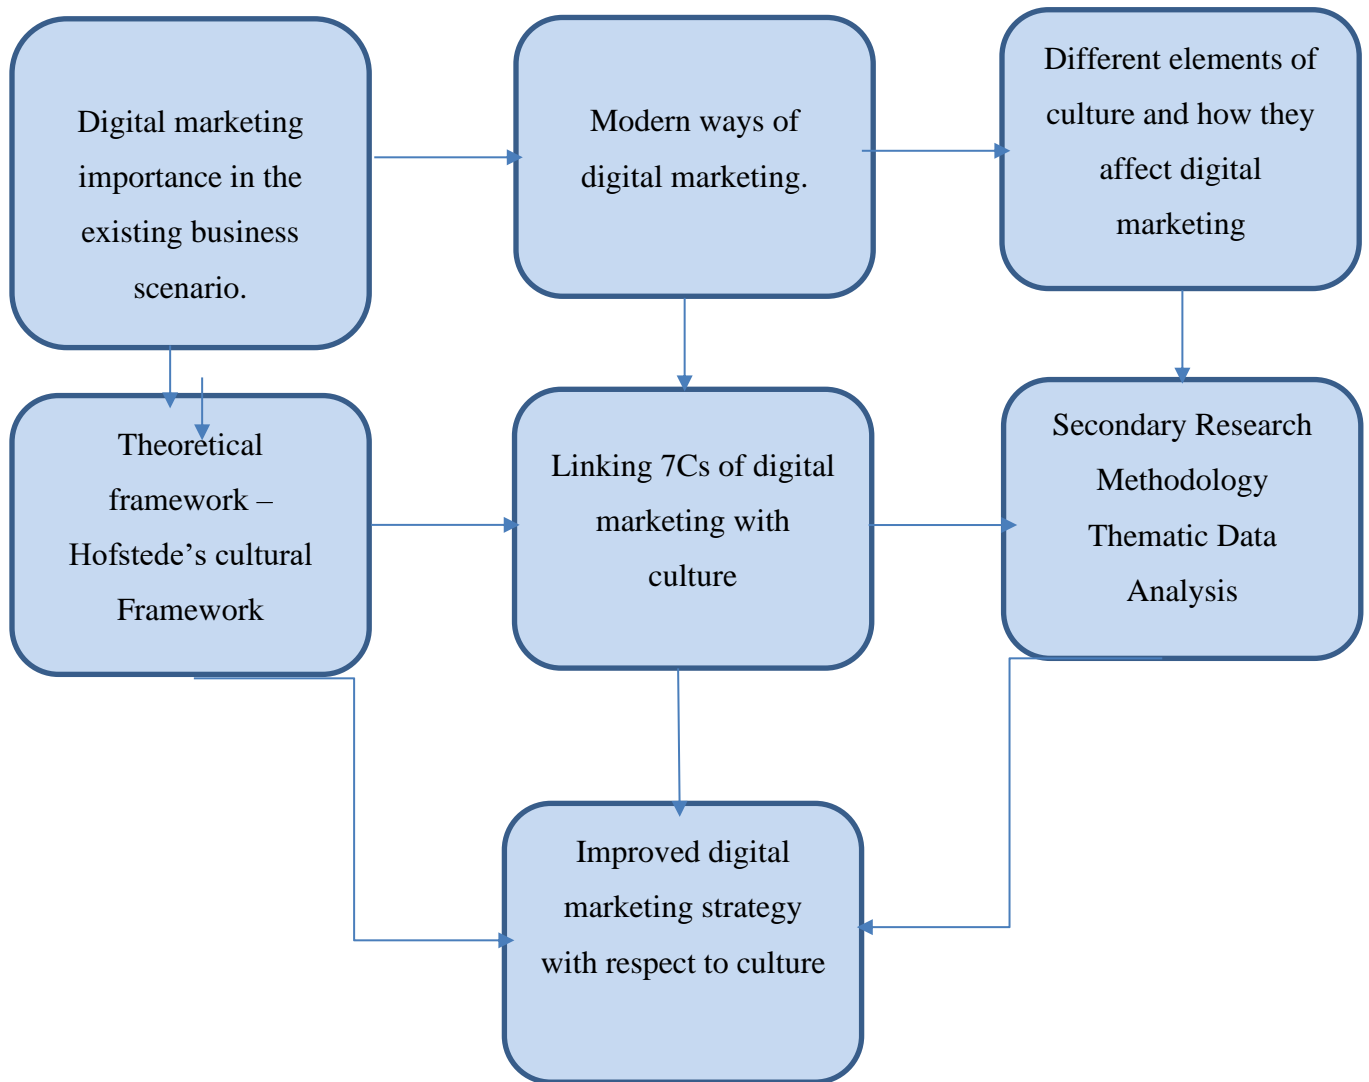 Digital marketing
importance in the
existing business
scenario.
Modern ways of
digital marketing.
Different elements of
culture and how they
affect digital
marketing
Theoretical
framework –
Hofstede’s cultural
Framework
Linking 7Cs of digital
marketing with
culture
Secondary Research
Methodology
Thematic Data
Analysis
Improved digital
marketing strategy
with respect to culture